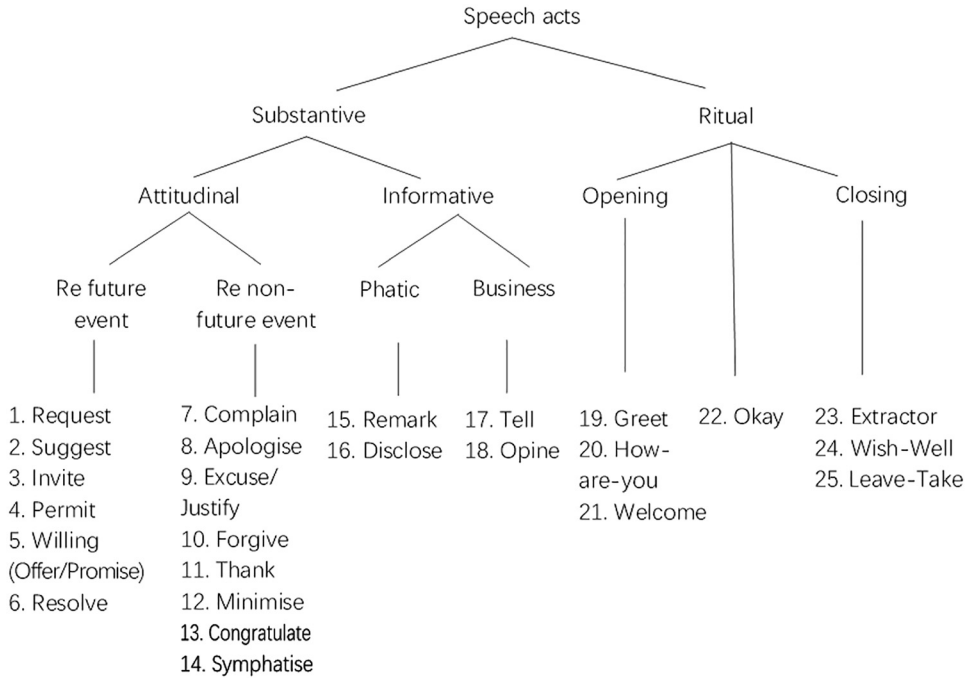 Speech acts
Substantive
Ritual
Attitudinal
Informative
Opening
Closing
Re future
event
Re non-
future event
Phatic
Business
1. Request
2. Suggest
3. Invite
4. Permit
5. Willing
(Offer/Promise)
6. Resolve
7. Complain
8. Apologise
9. Excuse/
Justify
10. Forgive
11. Thank
12. Minimise
13. Congratulate
14. Symphatise
15. Remark
16. Disclose
17. Tell
18. Opine
19. Greet
20. How-
are-you
21. Welcome
22. Okay
23. Extractor
24. Wish-Well
25. Leave-Take